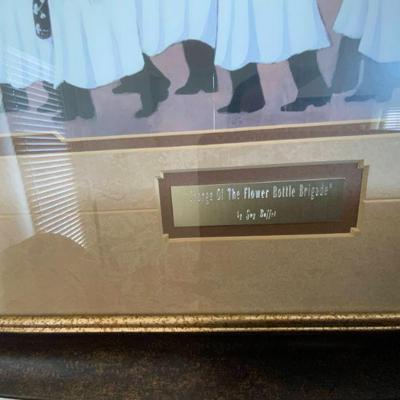 "Charge Of The Flower Bottle Brigade"
by Guy Buffet